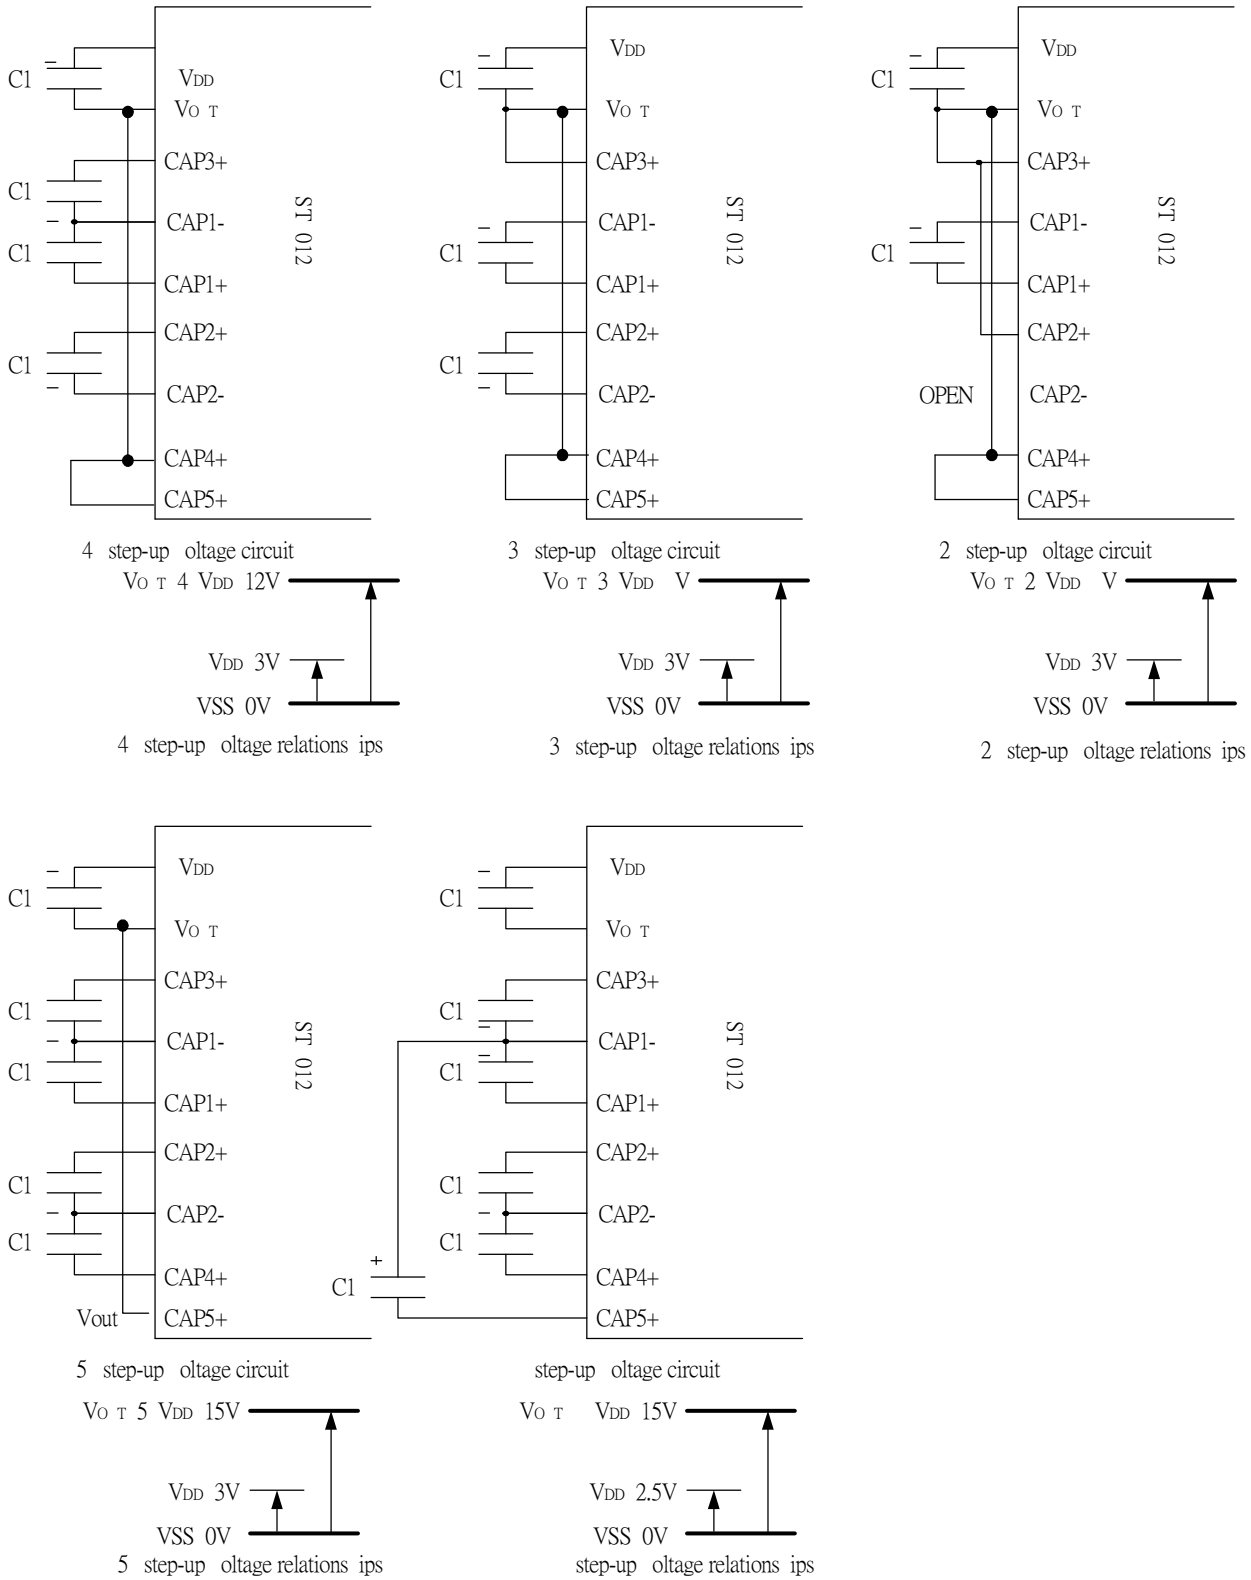 VDD
C1
VDD
C1
VDD
C1
VDD
VO T
VO T
VO T
CAP3+
CAP3+
CAP3+
C1
ST 012
ST 012
ST 012
CAP1-
CAP1-
CAP1-
C1
C1
C1
CAP1+
CAP1+
CAP1+
CAP2+
CAP2+
CAP2+
C1
C1
CAP2-
CAP2-
OPEN
CAP2-
CAP4+
CAP4+
CAP4+
CAP5+
CAP5+
CAP5+
4 step-up oltage circuit
3 step-up oltage circuit
2 step-up oltage circuit
VO T 4 VDD 12V
VO T 3 VDD V
VO T 2 VDD V
VDD 3V
VDD 3V
VDD 3V
VSS 0V
VSS 0V
VSS 0V
4 step-up oltage relations ips
3 step-up oltage relations ips
2 step-up oltage relations ips
VDD
VDD
C1
C1
VO T
VO T
CAP3+
CAP3+
C1
C1
ST 012
ST 012
CAP1-
CAP1-
C1
C1
CAP1+
CAP1+
CAP2+
CAP2+
C1
C1
CAP2-
CAP2-
C1
C1
+
CAP4+
C1
CAP4+
Vout
CAP5+
CAP5+
5 step-up oltage circuit
step-up oltage circuit
VO T 5 VDD 15V
VO T VDD 15V
VDD 3V
VDD 2.5V
VSS 0V
VSS 0V
5 step-up oltage relations ips
step-up oltage relations ips